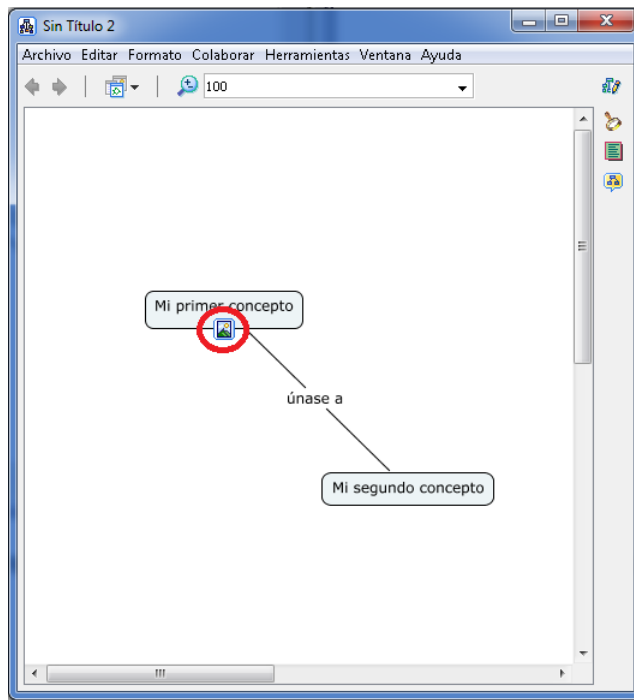 Sin Título 2
Archivo Editar Formato Colaborar Herramientas Ventana Ayuda
100
Mi primer concepto
únase a
Mi segundo concepto